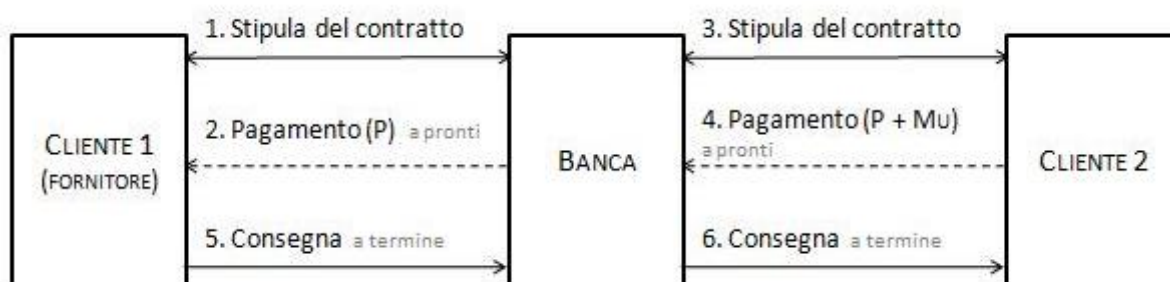 1. Stipula del contratto
3. Stipula del contratto
CLIENTE 1
(FORNITORE)
2. Pagamento (P) a pronti
BANCA
4. Pagamento (P + MU)
a pronti
CLIENTE 2
5. Consegna a termine
6. Consegna a termine